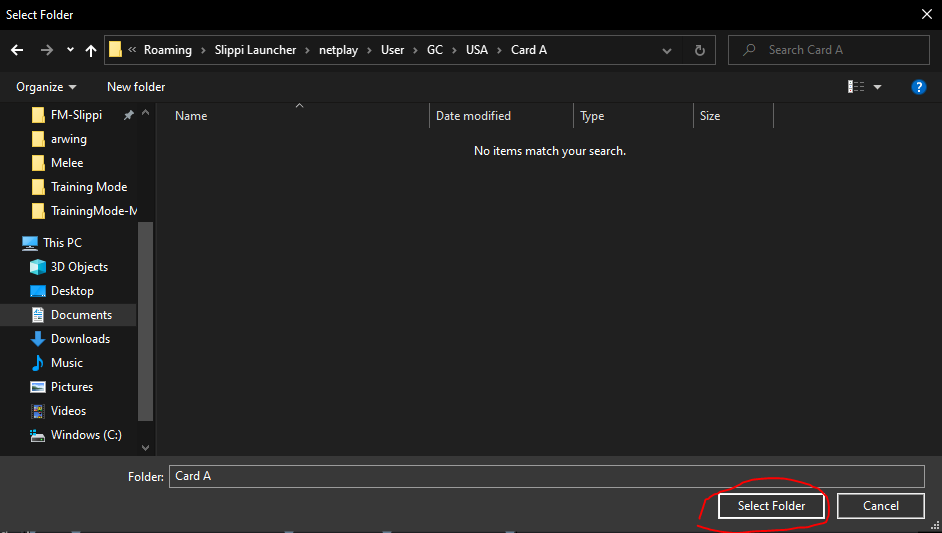 Select Folder
« Roaming > Slippi Launcher > netplay > User > GC > USA > Card A
Search Card A
Organize
New folder
?
Name
Date modified
Type
Size
No items match your search.
FM-Slippi
arwing
Melee
Training Mode
TrainingMode-M
This PC
3D Objects
Desktop
Documents
Downloads
Music
Pictures
Videos
Windows (C:)
Folder:
Card A
Select Folder
Cancel